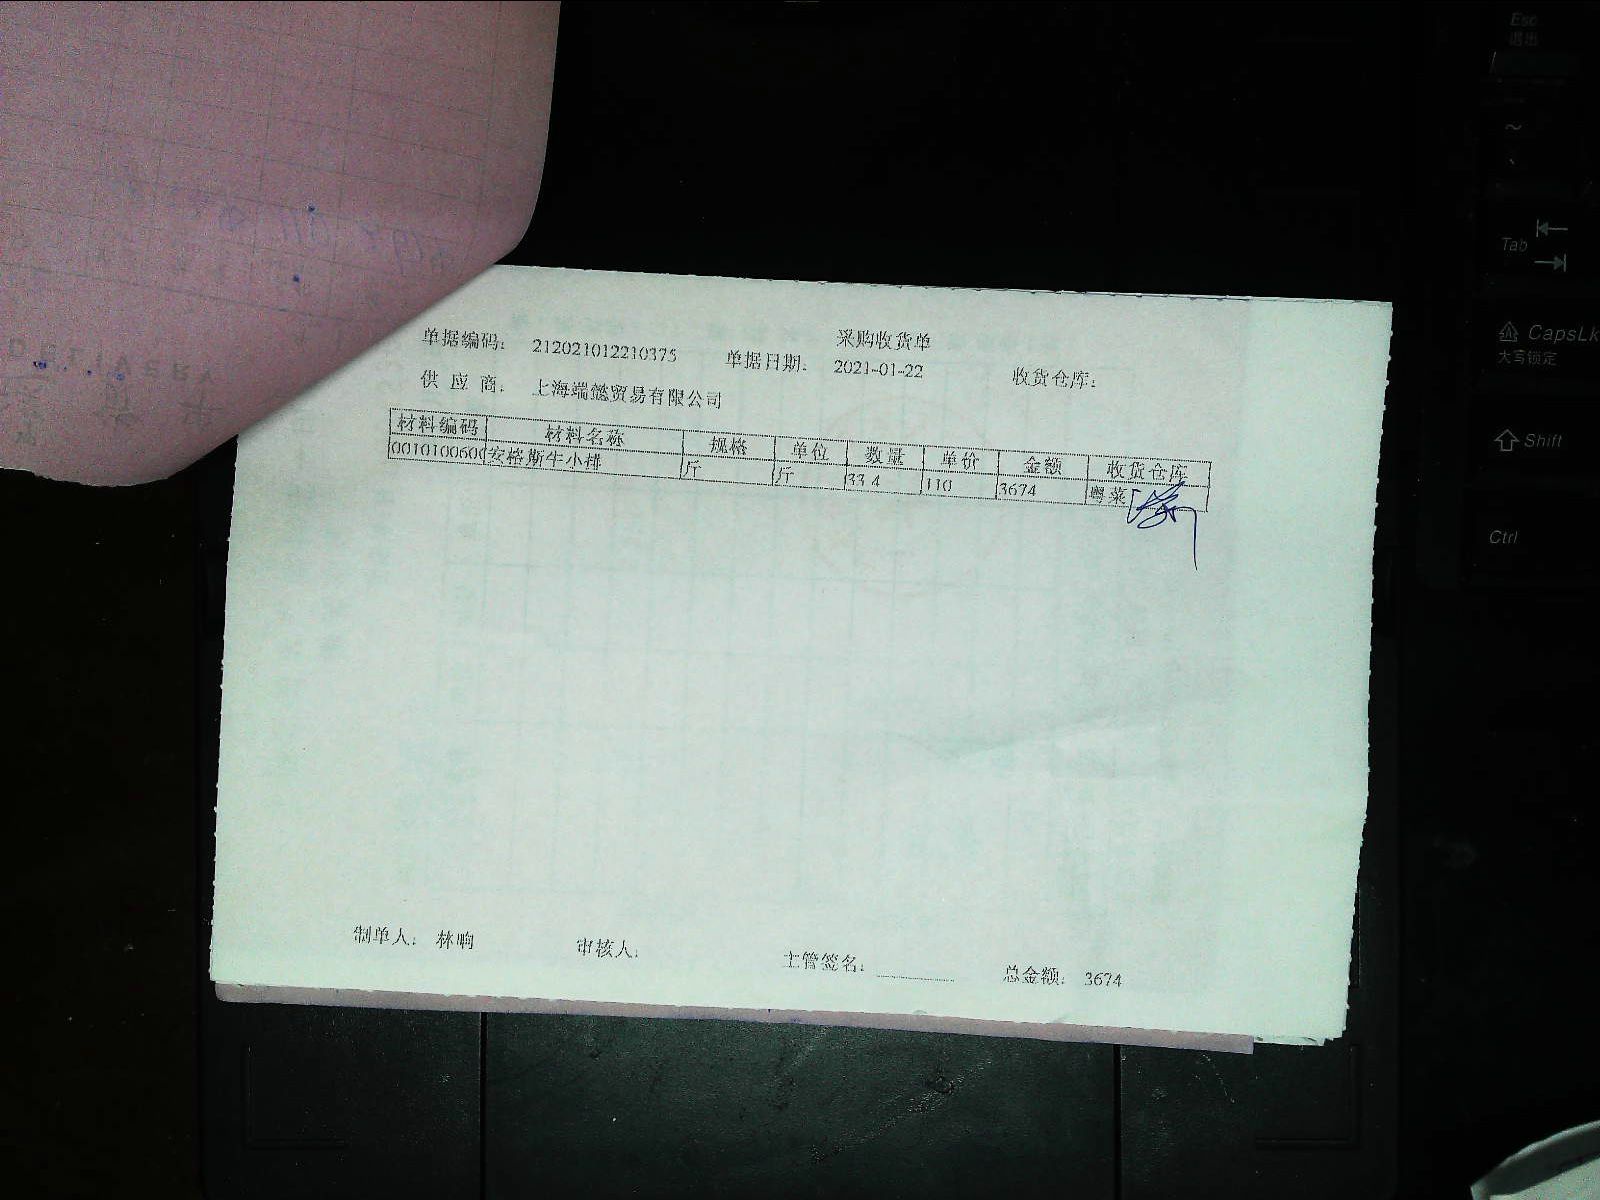 采购收货单
单据编码： 212021012210375 单据日期： 2021-01-22 收货仓库：
供 应 商： 上海端懿贸易有限公司
材料编码 材料名称 规格 单位 数量 单价 金额 收货仓库
0010100600 安格斯牛小排 斤 斤 33.4 110 3674 粤菜
制单人： 林晌 审核人： 主管签名： 总金额： 3674
Esc
退出
~
Tab
CapsLk
大写锁定
Shift
Ctrl